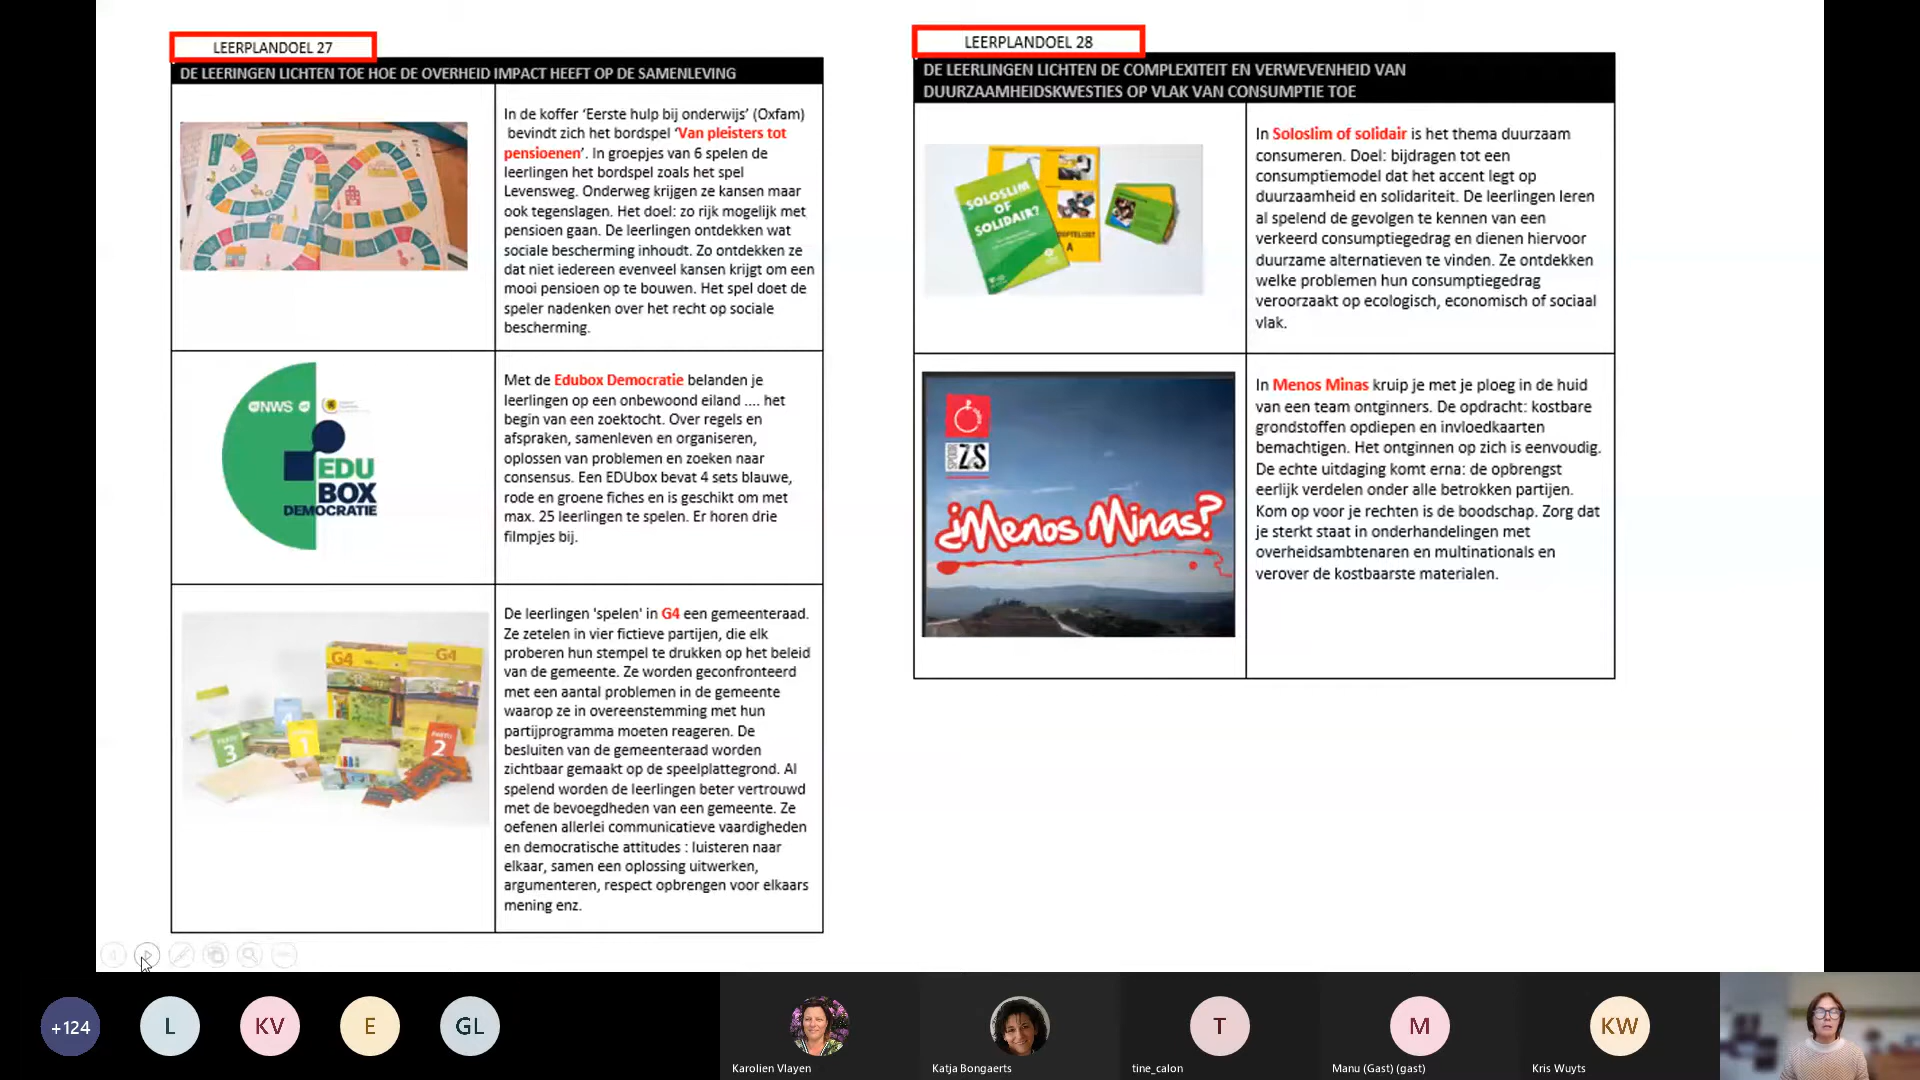 LEERPLANDOEL 27
DE LEERINGEN LICHTEN TOE HOE DE OVERHEID IMPACT HEEFT OP DE SAMENLEVING
In de koffer ‘Eerste hulp bij onderwijs’ (Oxfam)
bevindt zich het bordspel ‘Van pleisters tot
pensioenen’. In groepjes van 6 spelen de
leerlingen het bordspel zoals het spel
Levensweg. Onderweg krijgen ze kansen maar
ook tegenslagen. Het doel: zo rijk mogelijk met
pensioen gaan. De leerlingen ontdekken wat
sociale bescherming inhoudt. Zo ontdekken ze
dat niet iedereen evenveel kansen krijgt om een
mooi pensioen op te bouwen. Het spel doet de
speler nadenken over het recht op sociale
bescherming.
NWS
EDU
BOX
DEMOCRATIE
Met de Edubox Democratie belanden je
leerlingen op een onbewoond eiland .... het
begin van een zoektocht. Over regels en
afspraken, samenleven en organiseren,
oplossen van problemen en zoeken naar
consensus. Een EDUbox bevat 4 sets blauwe,
rode en groene fiches en is geschikt om met
max. 25 leerlingen te spelen. Er horen drie
filmpjes bij.
G4
G4
4
3
1
2
De leerlingen 'spelen' in G4 een gemeenteraad.
Ze zetelen in vier fictieve partijen, die elk
proberen hun stempel te drukken op het beleid
van de gemeente. Ze worden geconfronteerd
met een aantal problemen in de gemeente
waarop ze in overeenstemming met hun
partijprogramma moeten reageren. De
besluiten van de gemeenteraad worden
zichtbaar gemaakt op de speelplattegrond. Al
spelend worden de leerlingen beter vertrouwd
met de bevoegdheden van een gemeente. Ze
oefenen allerlei communicatieve vaardigheden
en democratische attitudes : luisteren naar
elkaar, samen een oplossing uitwerken,
argumenteren, respect opbrengen voor elkaars
mening enz.
LEERPLANDOEL 28
DE LEERLINGEN LICHTEN DE COMPLEXITEIT EN VERWEVENHEID VAN
DUURZAAMHEIDSKWESTIES OP VLAK VAN CONSUMPTIE TOE
SOLOSLIM
OF
SOLIDAIR?
A
In Soloslim of solidair is het thema duurzaam
consumeren. Doel: bijdragen tot een
consumptiemodel dat het accent legt op
duurzaamheid en solidariteit. De leerlingen leren
al spelend de gevolgen te kennen van een
verkeerd consumptiegedrag en dienen hiervoor
duurzame alternatieven te vinden. Ze ontdekken
welke problemen hun consumptiegedrag
veroorzaakt op ecologisch, economisch of sociaal
vlak.
SPOOR ZS
¿Menos Minas?
In Menos Minas kruip je met je ploeg in de huid
van een team ontginners. De opdracht: kostbare
grondstoffen opdiepen en invloedkaarten
bemachtigen. Het ontginnen op zich is eenvoudig.
De echte uitdaging komt erna: de opbrengst
eerlijk verdelen onder alle betrokken partijen.
Kom op voor je rechten is de boodschap. Zorg dat
je sterkt staat in onderhandelingen met
overheidsambtenaren en multinationals en
verover de kostbaarste materialen.
+124
L
KV
E
GL
Karolien Vlayen
Katja Bongaerts
T
tine_calon
M
Manu (Gast) (gast)
KW
Kris Wuyts